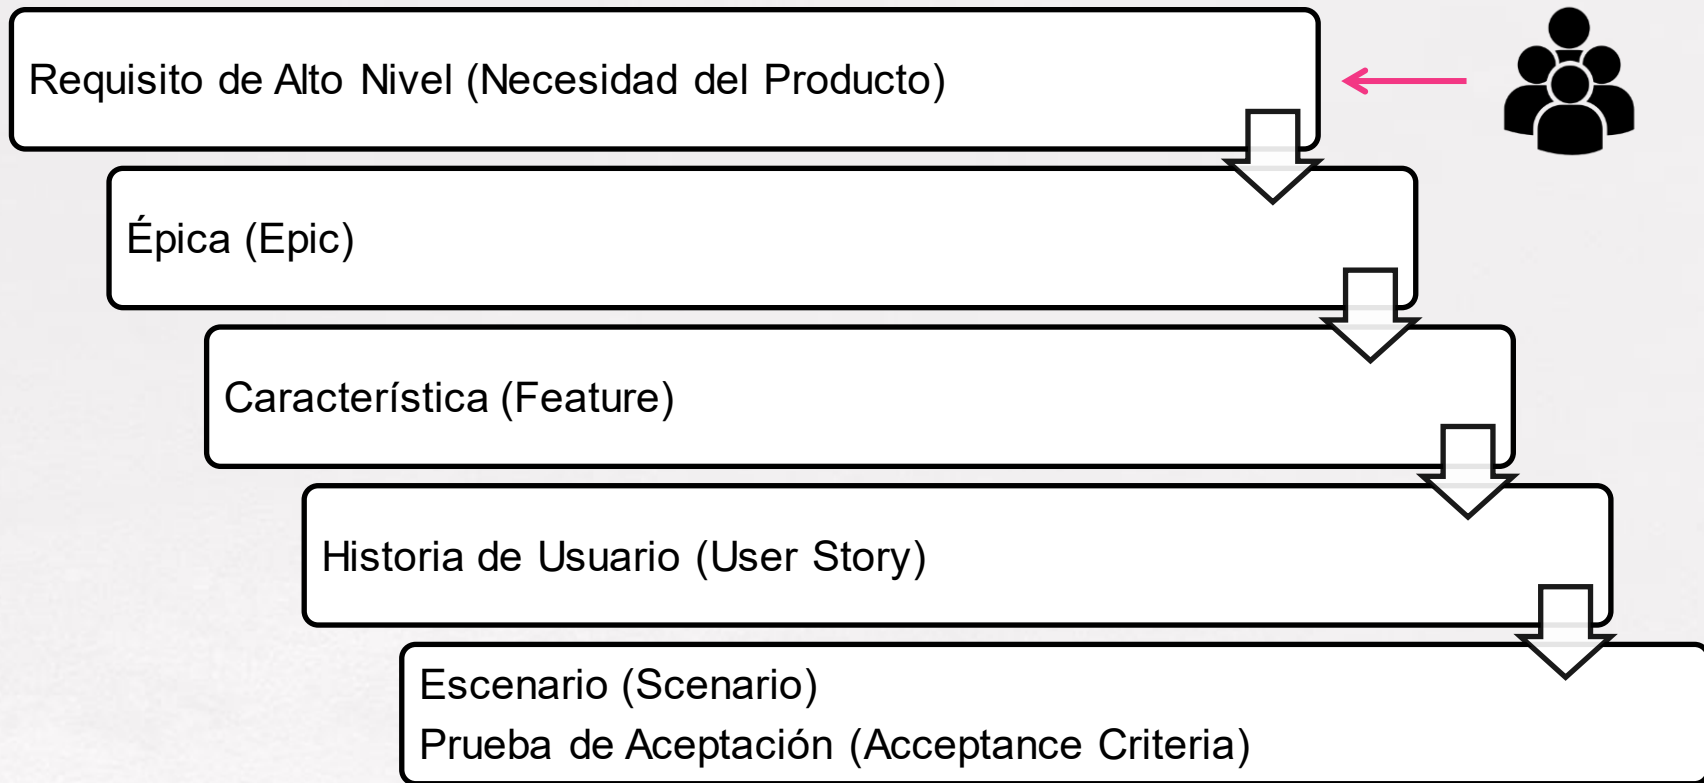 Requisito de Alto Nivel (Necesidad del Producto)
Épica (Epic)
Característica (Feature)
Historia de Usuario (User Story)
Escenario (Scenario)
Prueba de Aceptación (Acceptance Criteria)